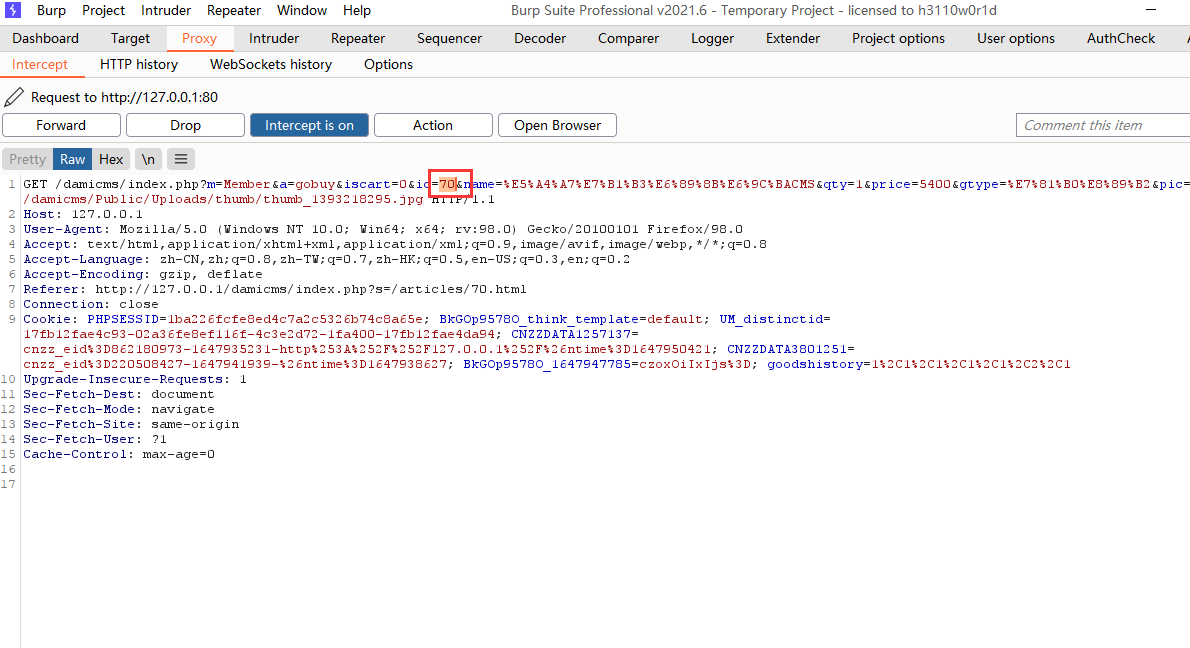 Burp Project Intruder Repeater Window Help Burp Suite Professional v2021.6 - Temporary Project - licensed to h3110w0r1d
Dashboard Target Proxy Intruder Repeater Sequencer Decoder Comparer Logger Extender Project options User options AuthCheck
Intercept HTTP history WebSockets history Options
Request to http://127.0.0.1:80
Forward Drop Intercept is on Action Open Browser Comment this item
Pretty Raw Hex \n
1 GET /damicms/index.php?m=Member&a=gobuy&iscart=0&id=70&name=%E5%A4%A7%E7%B1%B3%E6%89%8B%E6%9C%BACMS&qty=1&price=5400&gtype=%E7%81%B0%E8%89%B2&pic=
/damicms/Public/Uploads/thumb/thumb_1393218295.jpg HTTP/1.1
2 Host: 127.0.0.1
3 User-Agent: Mozilla/5.0 (Windows NT 10.0; Win64; x64; rv:98.0) Gecko/20100101 Firefox/98.0
4 Accept: text/html,application/xhtml+xml,application/xml;q=0.9,image/avif,image/webp,*/*;q=0.8
5 Accept-Language: zh-CN,zh;q=0.8,zh-TW;q=0.7,zh-HK;q=0.5,en-US;q=0.3,en;q=0.2
6 Accept-Encoding: gzip, deflate
7 Referer: http://127.0.0.1/damicms/index.php?s=/articles/70.html
8 Connection: close
9 Cookie: PHPSESSID=1ba226fcfe8ed4c7a2c5326b74c8a65e; BkGOp9578O_think_template=default; UM_distinctid=
17fb12fae4c93-02a36fe8ef116f-4c3e2d72-1fa400-17fb12fae4da94; CNZZDATA1257137=
cnzz_eid%3D862180973-1647935231-http%253A%252F%252F127.0.0.1%252F%26ntime%3D1647950421; CNZZDATA3801251=
cnzz_eid%3D220508427-1647941939-%26ntime%3D1647938627; BkGOp9578O_1647947785=czoxOiIxIjs%3D; goodshistory=1%2C1%2C1%2C1%2C1%2C2%2C1
10 Upgrade-Insecure-Requests: 1
11 Sec-Fetch-Dest: document
12 Sec-Fetch-Mode: navigate
13 Sec-Fetch-Site: same-origin
14 Sec-Fetch-User: ?1
15 Cache-Control: max-age=0
16
17